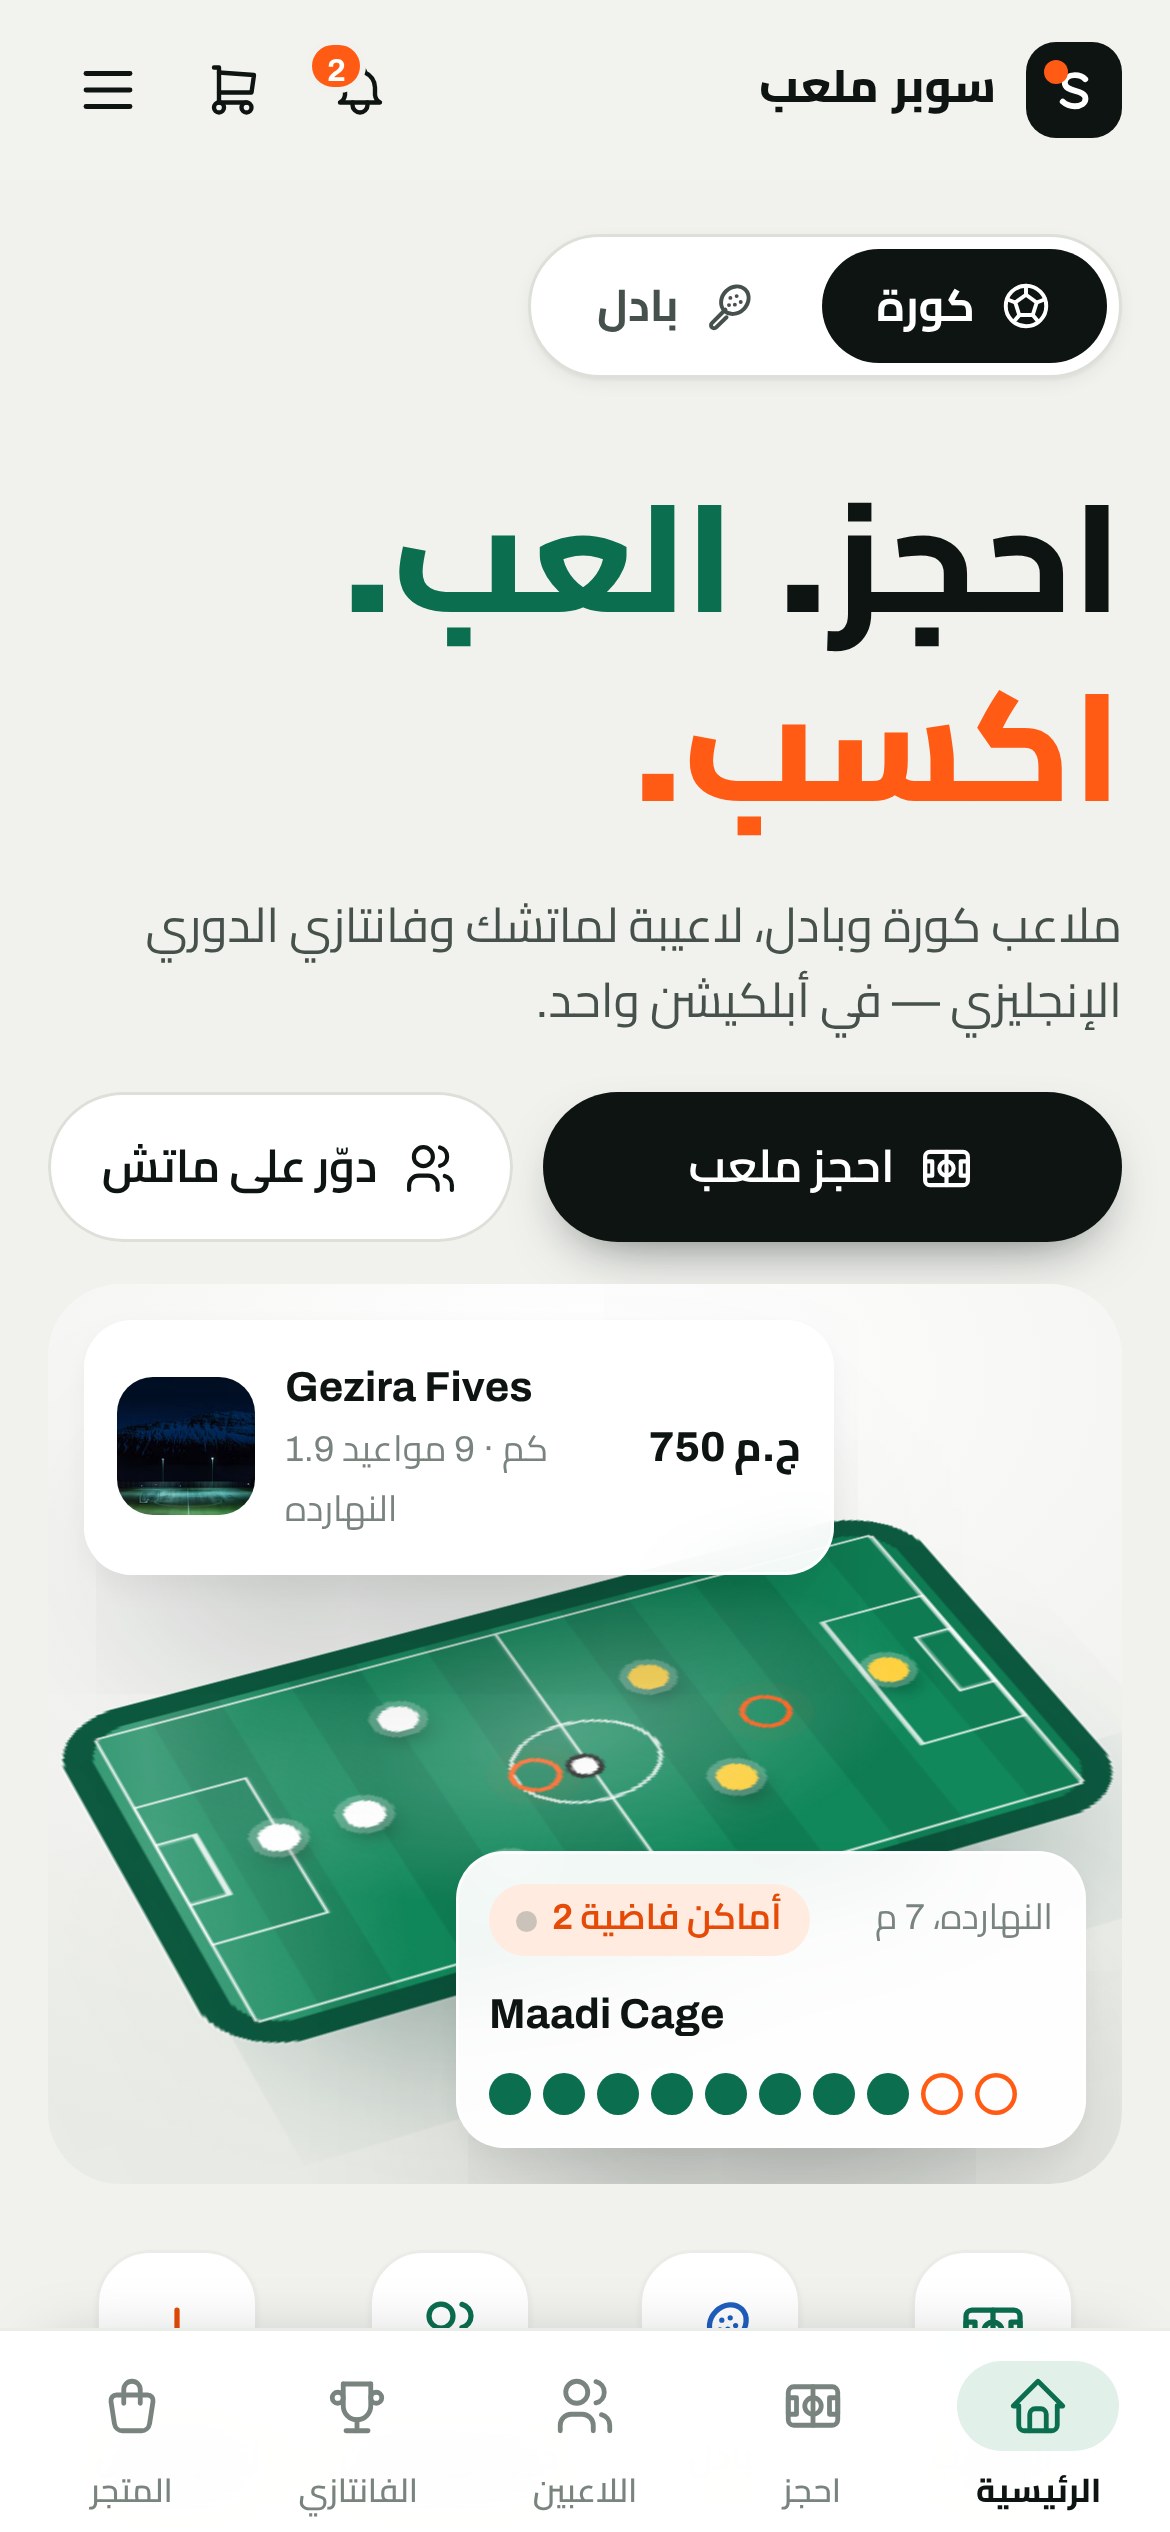 سوبر ملعب
S
2
كورة
بادل
احجز. العب.
اكسب.
ملاعب كورة وبادل، لاعيبة لماتشك وفانتازي الدوري
الإنجليزي — في أبلكيشن واحد.
احجز ملعب
دوّر على ماتش
Gezira Fives
1.9 كم · 9 مواعيد
النهارده
750 ج.م
النهارده، 7 م
2 أماكن فاضية
Maadi Cage
الرئيسية
احجز
اللاعيبن
الفانتازي
المتجر